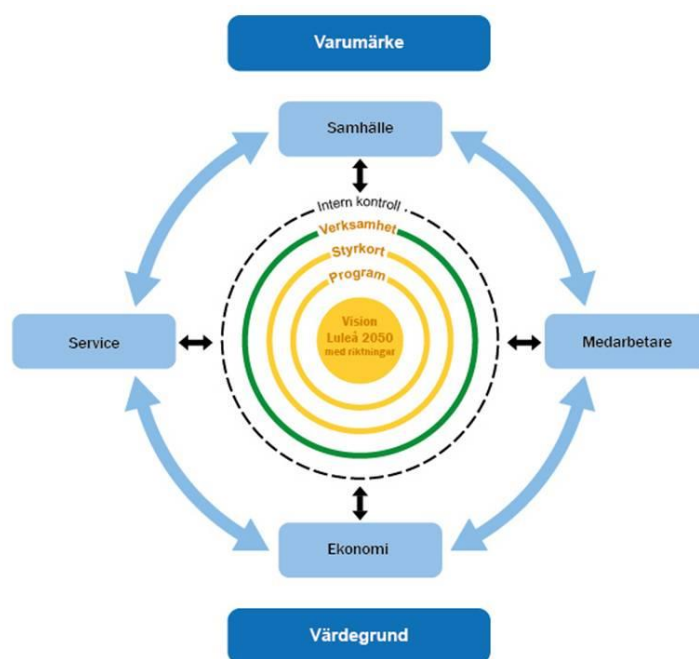 Varumärke
Samhälle
Intern kontroll
Verksamhet
Styrkort
Program
Vision
Luleå 2050
med riktningar
Service
Medarbetare
Ekonomi
Värdegrund